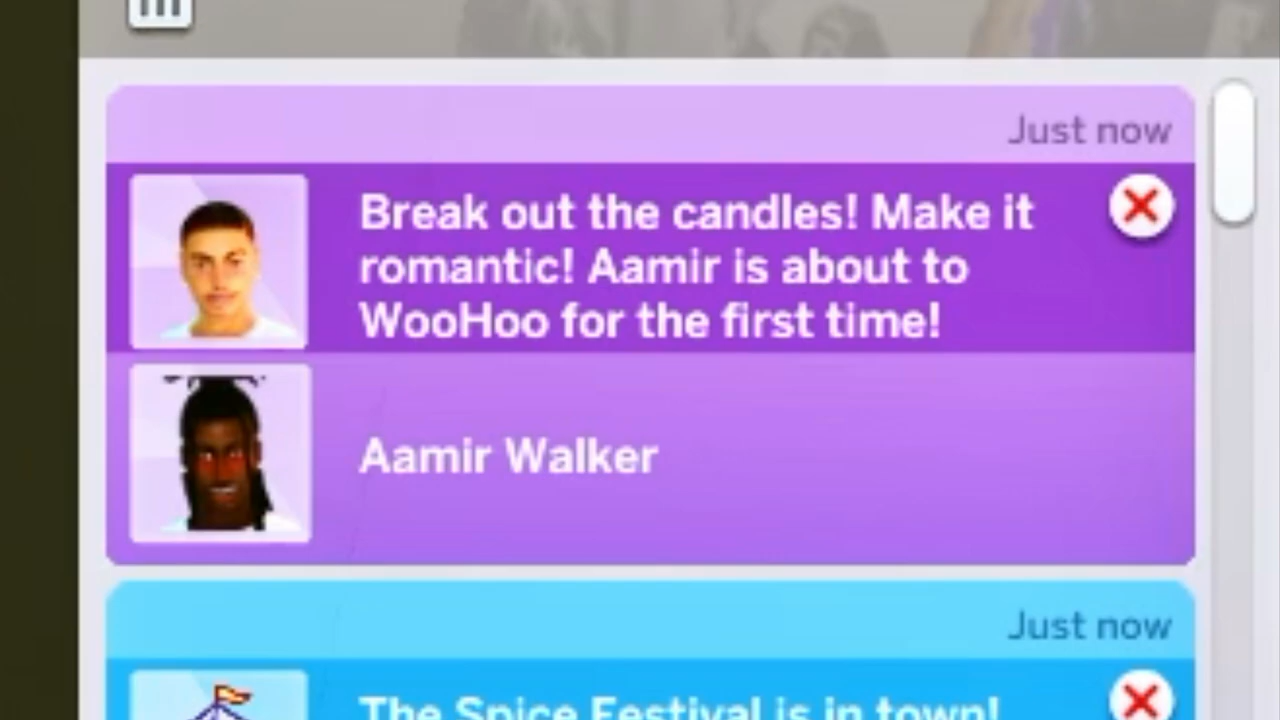 Just now
Break out the candles! Make it
romantic! Aamir is about to
WooHoo for the first time!
Aamir Walker
Just now
The Spice Festival is in town!